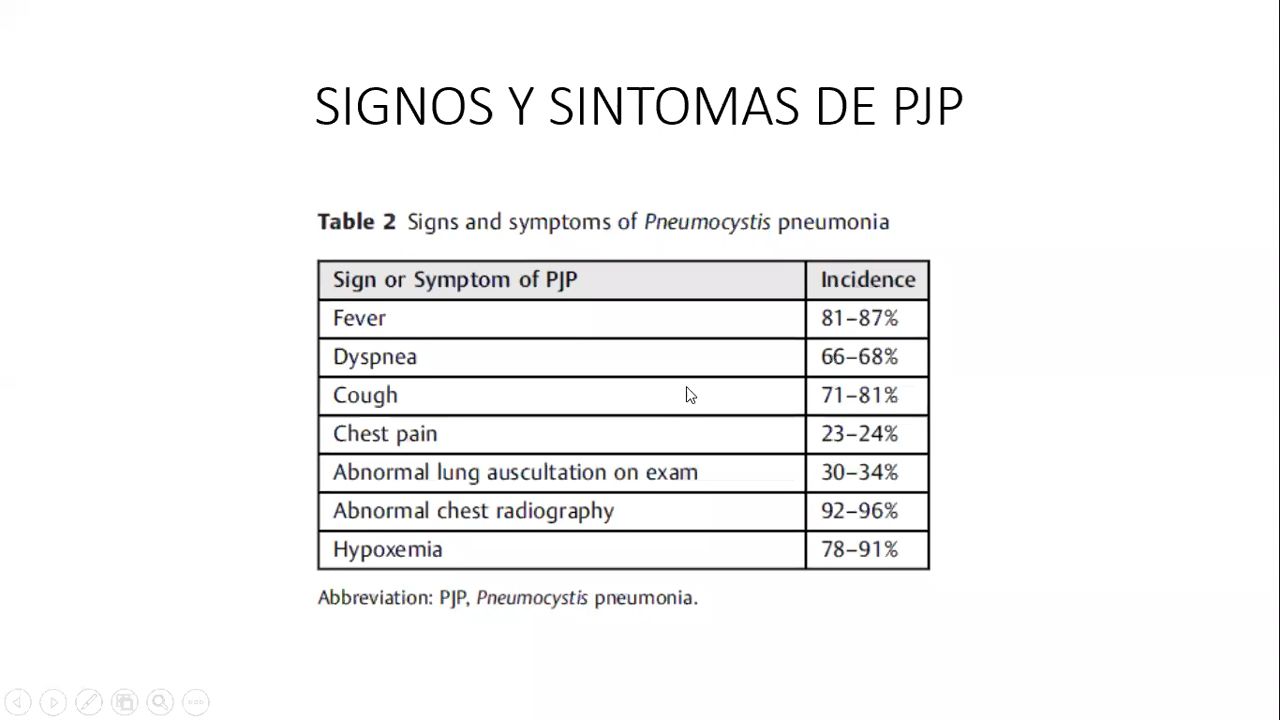 SIGNOS Y SINTOMAS DE PJP
Table 2 Signs and symptoms of Pneumocystis pneumonia
Sign or Symptom of PJP Incidence
Fever 81–87%
Dyspnea 66–68%
Cough 71–81%
Chest pain 23–24%
Abnormal lung auscultation on exam 30–34%
Abnormal chest radiography 92–96%
Hypoxemia 78–91%
Abbreviation: PJP, Pneumocystis pneumonia.